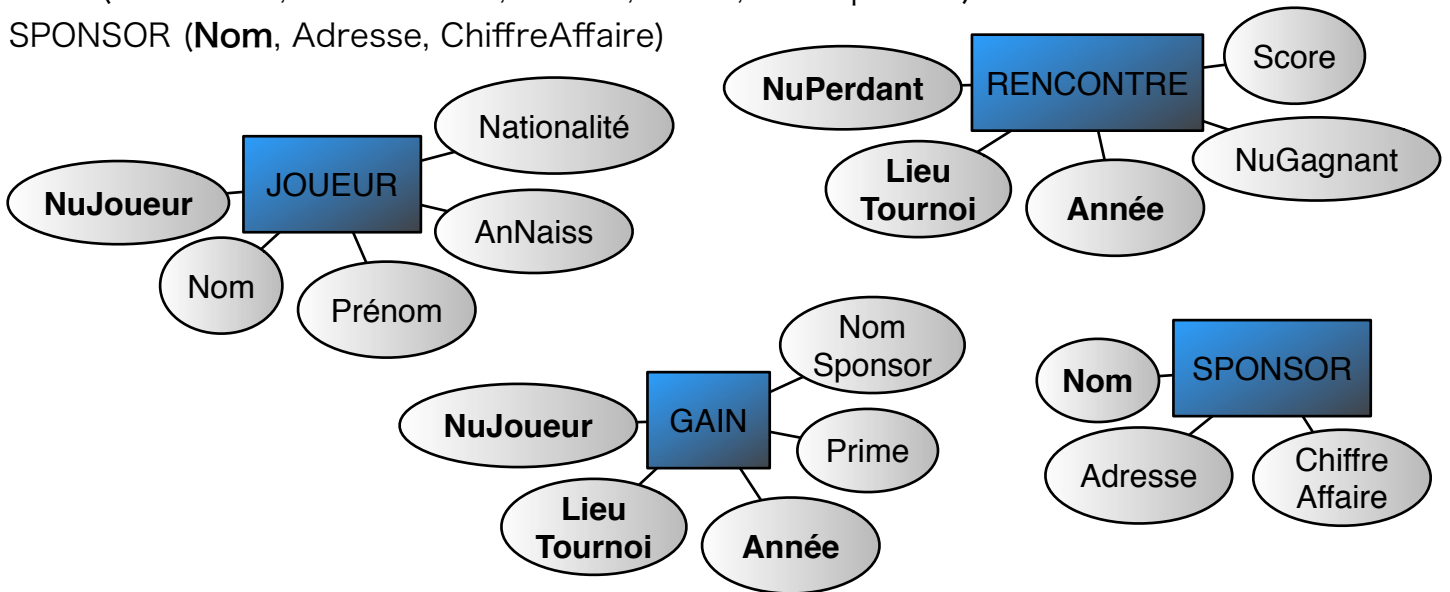 SPONSOR (Nom, Adresse, ChiffreAffaire)
JOUEUR
NuJoueur
Nom
Prénom
AnNaiss
Nationalité
RENCONTRE
NuPerdant
Lieu
Tournoi
Année
NuGagnant
Score
GAIN
NuJoueur
Lieu
Tournoi
Année
Prime
Nom
Sponsor
SPONSOR
Nom
Adresse
Chiffre
Affaire